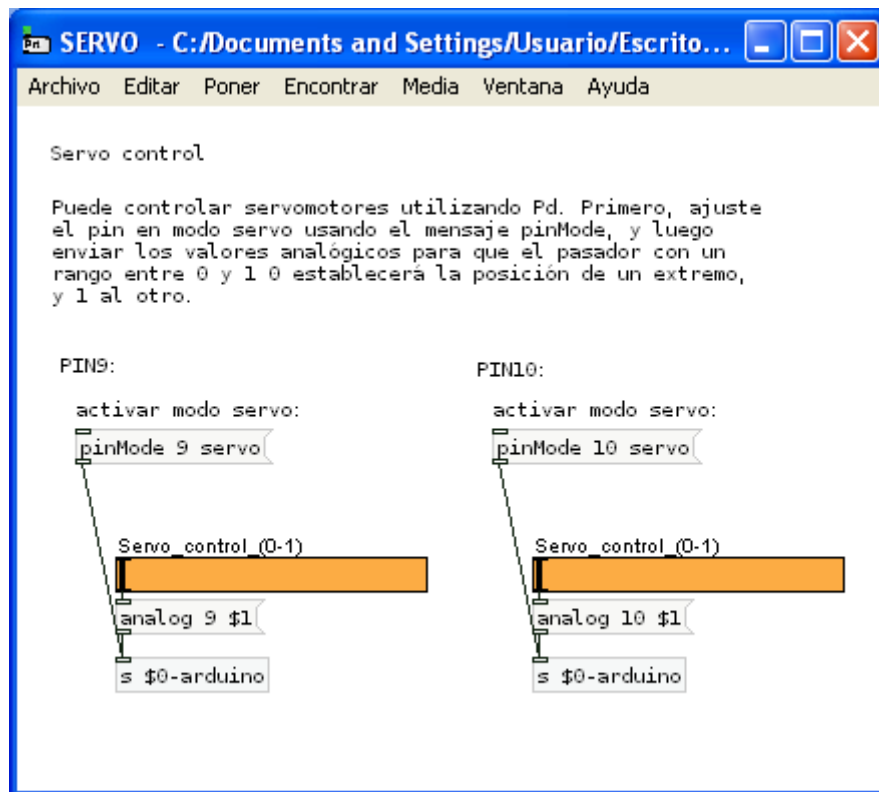 SERVO - C:/Documents and Settings/Usuario/Escrito...
Archivo Editar Poner Encontrar Media Ventana Ayuda
Servo control
Puede controlar servomotores utilizando Pd. Primero, ajuste
el pin en modo servo usando el mensaje pinMode, y luego
enviar los valores analógicos para que el pasador con un
rango entre 0 y 1 0 establecerá la posición de un extremo,
y 1 al otro.
PIN9:
activar modo servo:
pinMode 9 servo
Servo_control_(0-1)
analog 9 $1
s $0-arduino
PIN10:
activar modo servo:
pinMode 10 servo
Servo_control_(0-1)
analog 10 $1
s $0-arduino